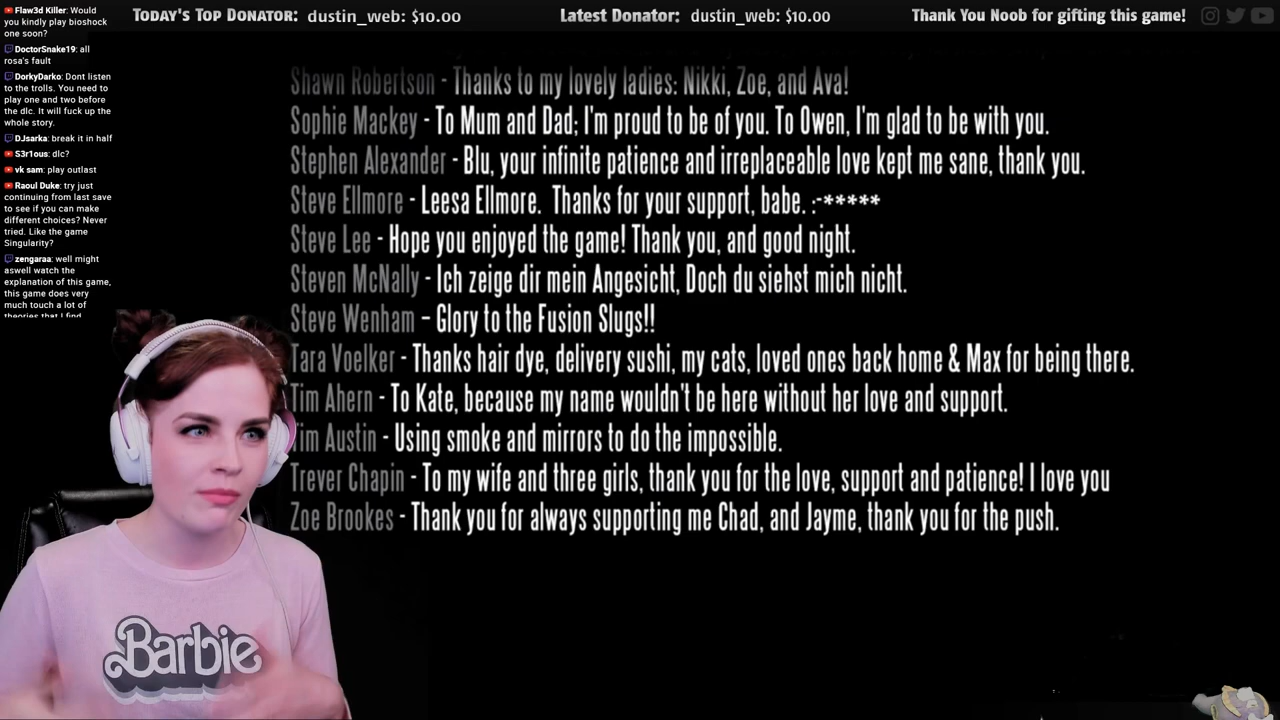 Today's Top Donator: dustin_web: $10.00
Latest Donator: dustin_web: $10.00
Thank You Noob for gifting this game!
Flaw3d Killer: Would
you kindly play bioshock
one soon?
DoctorSnake19: all
rosa's fault
DorkyDarko: Dont listen
to the trolls. You need to
play one and two before
the dlc. It will fuck up the
whole story.
DJsarka: break it in half
S3r1ous: dlc?
vk sam: play outlast
Raoul Duke: try just
continuing from last save
to see if you can make
different choices? Never
tried. Like the game
Singularity?
zengaraa: well might
aswell watch the
explanation of this game,
this game does very
much touch a lot of
theories that I find
Shawn Robertson - Thanks to my lovely ladies: Nikki, Zoe, and Ava!
Sophie Mackey - To Mum and Dad; I'm proud to be of you. To Owen, I'm glad to be with you.
Stephen Alexander - Blu, your infinite patience and irreplaceable love kept me sane, thank you.
Steve Ellmore - Leesa Ellmore. Thanks for your support, babe. :-*****
Steve Lee - Hope you enjoyed the game! Thank you, and good night.
Steven McNally - Ich zeige dir mein Angesicht, Doch du siehst mich nicht.
Steve Wenham – Glory to the Fusion Slugs!!
Tara Voelker - Thanks hair dye, delivery sushi, my cats, loved ones back home & Max for being there.
Tim Ahern - To Kate, because my name wouldn't be here without her love and support.
Tim Austin - Using smoke and mirrors to do the impossible.
Trever Chapin - To my wife and three girls, thank you for the love, support and patience! I love you
Zoe Brookes - Thank you for always supporting me Chad, and Jayme, thank you for the push.
Barbie